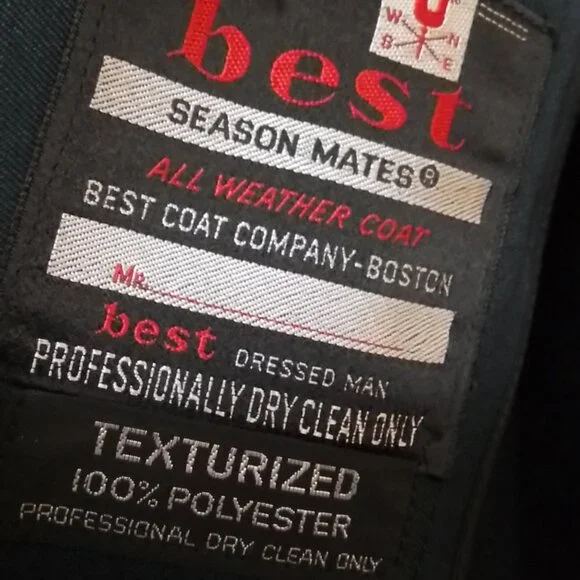 W N
S E
best
SEASON MATES®
ALL WEATHER COAT
BEST COAT COMPANY-BOSTON
MR.
best DRESSED MAN
PROFESSIONALLY DRY CLEAN ONLY
TEXTURIZED
100% POLYESTER
PROFESSIONAL DRY CLEAN ONLY